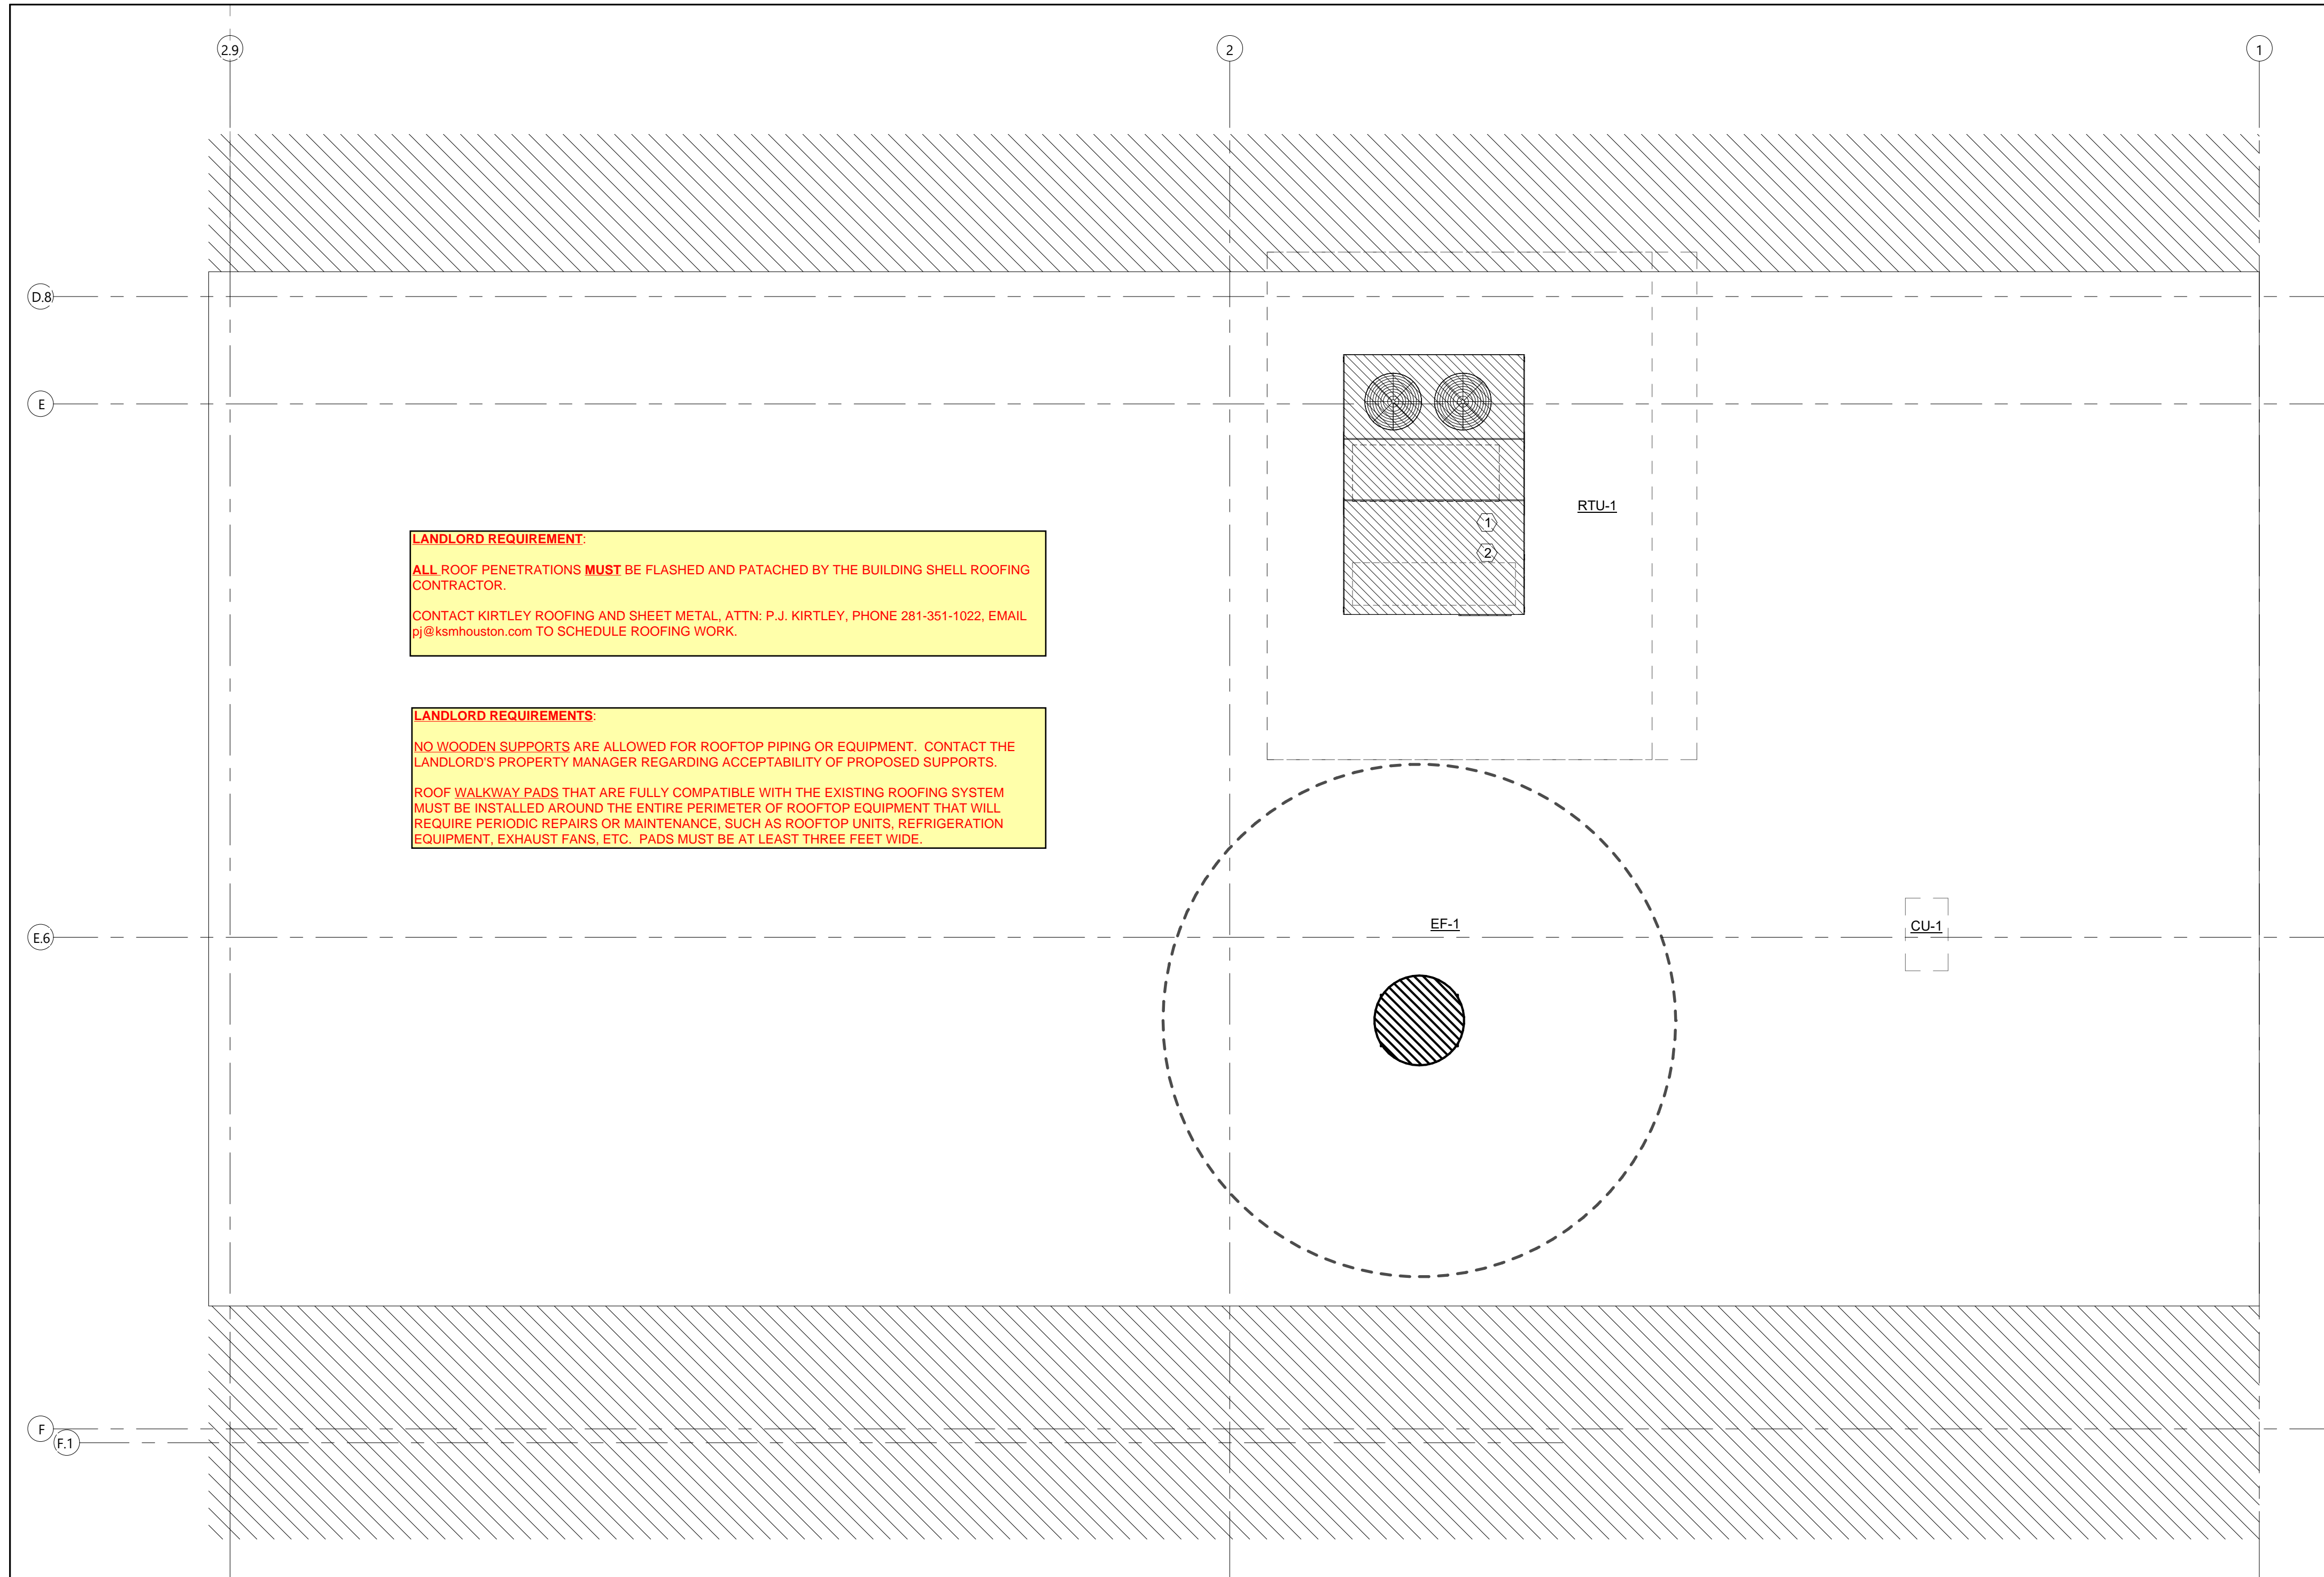 2.9
2
1
D.8
E
RTU-1
1
2
LANDLORD REQUIREMENT:
ALL ROOF PENETRATIONS MUST BE FLASHED AND PATACHED BY THE BUILDING SHELL ROOFING
CONTRACTOR.
CONTACT KIRTLEY ROOFING AND SHEET METAL, ATTN: P.J. KIRTLEY, PHONE 281-351-1022, EMAIL
pj@ksmhouston.com TO SCHEDULE ROOFING WORK.
LANDLORD REQUIREMENTS:
NO WOODEN SUPPORTS ARE ALLOWED FOR ROOFTOP PIPING OR EQUIPMENT. CONTACT THE
LANDLORD'S PROPERTY MANAGER REGARDING ACCEPTABILITY OF PROPOSED SUPPORTS.
ROOF WALKWAY PADS THAT ARE FULLY COMPATIBLE WITH THE EXISTING ROOFING SYSTEM
MUST BE INSTALLED AROUND THE ENTIRE PERIMETER OF ROOFTOP EQUIPMENT THAT WILL
REQUIRE PERIODIC REPAIRS OR MAINTENANCE, SUCH AS ROOFTOP UNITS, REFRIGERATION
EQUIPMENT, EXHAUST FANS, ETC. PADS MUST BE AT LEAST THREE FEET WIDE.
EF-1
CU-1
E.6
F
F.1